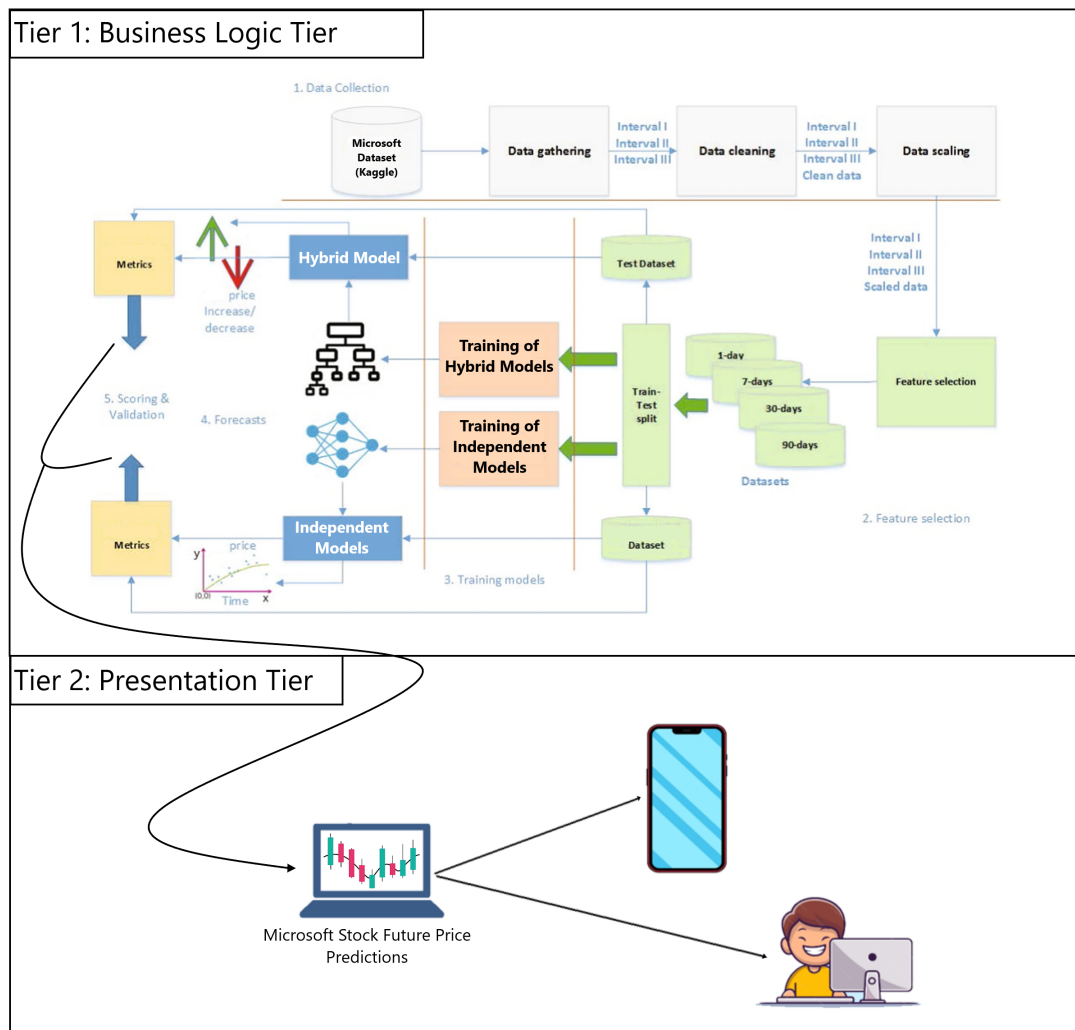 Tier 1: Business Logic Tier
1. Data Collection
Microsoft
Dataset
(Kaggle)
Data gathering
Interval I
Interval II
Interval III
Data cleaning
Interval I
Interval II
Interval III
Clean data
Data scaling
Interval I
Interval II
Interval III
Scaled data
Metrics
price
Increase/
decrease
Hybrid Model
Test Dataset
Training of
Hybrid Models
Train-
Test
split
1-day
7-days
30-days
90-days
Datasets
Feature selection
2. Feature selection
5. Scoring &
Validation
4. Forecasts
Training of
Independent
Models
Metrics
Independent
Models
Dataset
3. Training models
y
price
(0,0)
Time
x
Tier 2: Presentation Tier
Microsoft Stock Future Price
Predictions